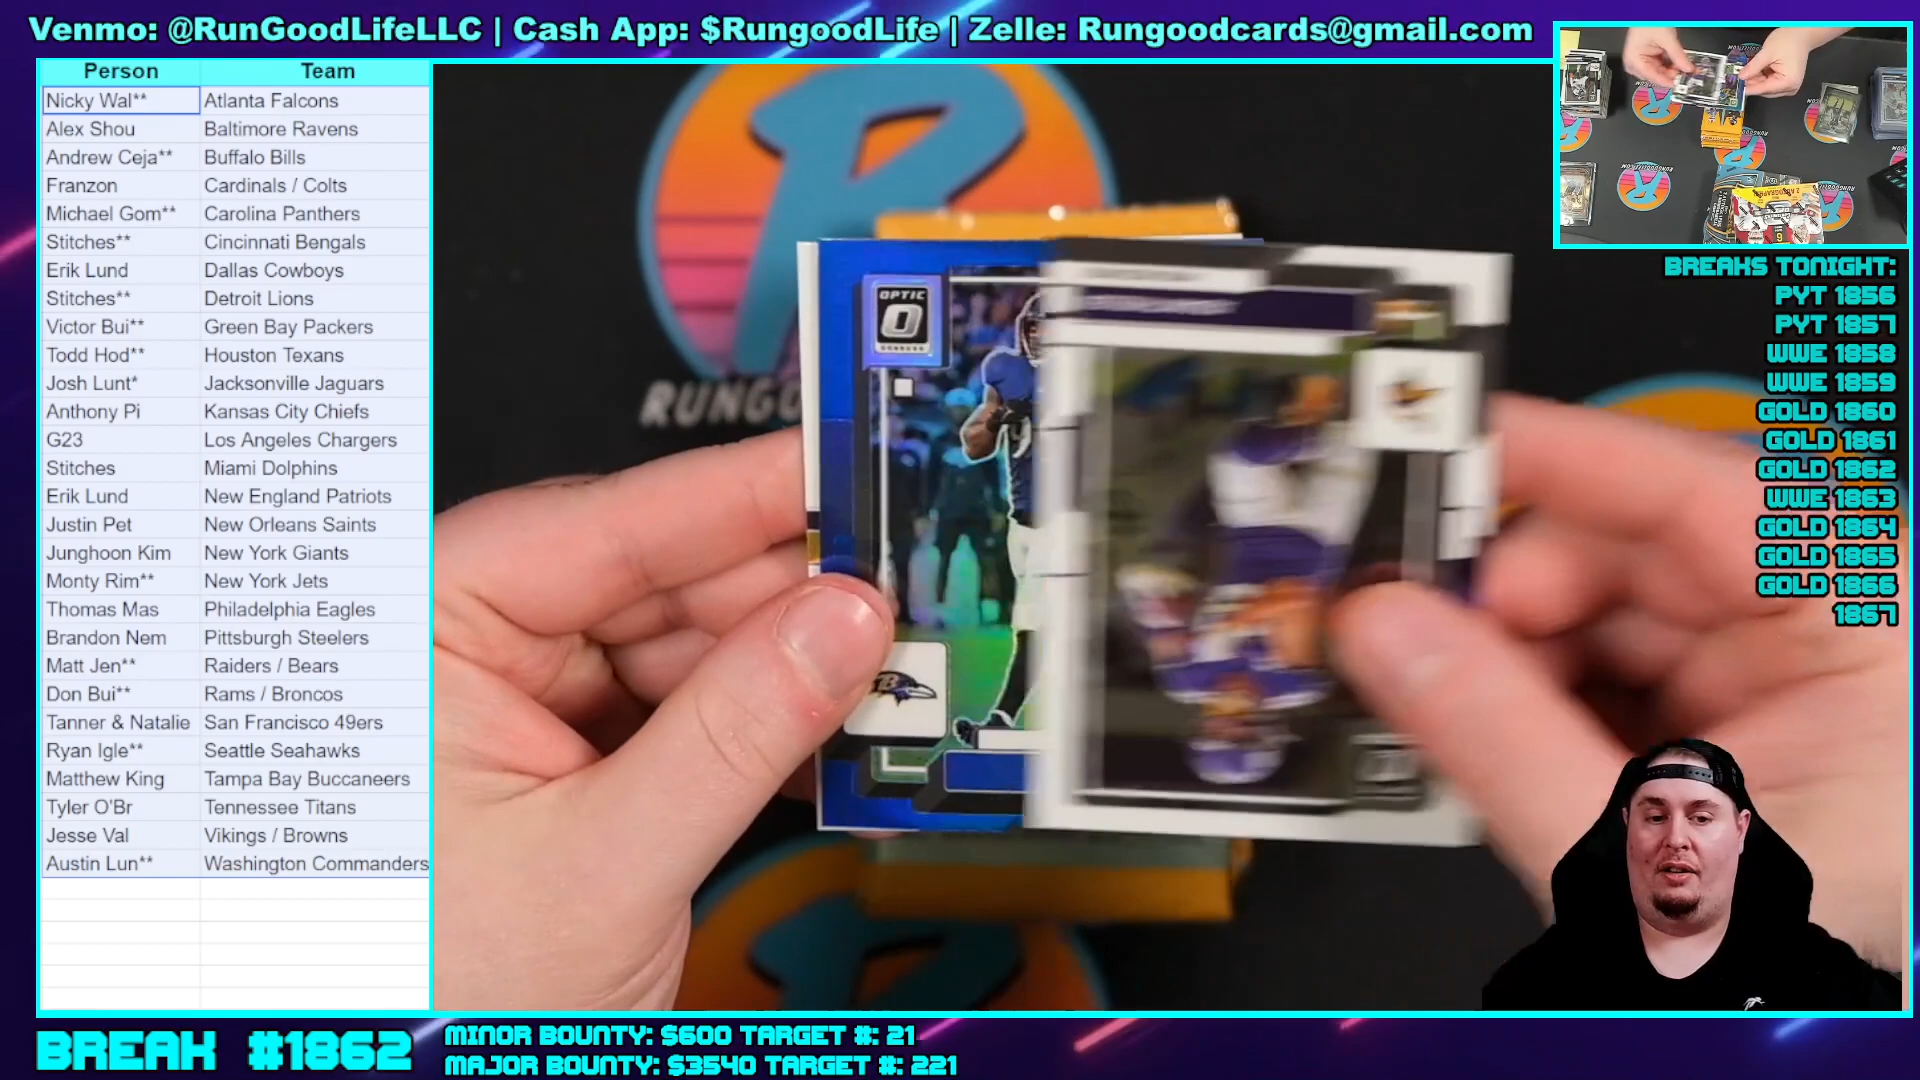 Venmo: @RunGoodLifeLLC | Cash App: $RungoodLife | Zelle: Rungoodcards@gmail.com
Person Team
Nicky Wal** Atlanta Falcons
Alex Shou Baltimore Ravens
Andrew Ceja** Buffalo Bills
Franzon Cardinals / Colts
Michael Gom** Carolina Panthers
Stitches** Cincinnati Bengals
Erik Lund Dallas Cowboys
Stitches** Detroit Lions
Victor Bui** Green Bay Packers
Todd Hod** Houston Texans
Josh Lunt* Jacksonville Jaguars
Anthony Pi Kansas City Chiefs
G23 Los Angeles Chargers
Stitches Miami Dolphins
Erik Lund New England Patriots
Justin Pet New Orleans Saints
Junghoon Kim New York Giants
Monty Rim** New York Jets
Thomas Mas Philadelphia Eagles
Brandon Nem Pittsburgh Steelers
Matt Jen** Raiders / Bears
Don Bui** Rams / Broncos
Tanner & Natalie San Francisco 49ers
Ryan Igle** Seattle Seahawks
Matthew King Tampa Bay Buccaneers
Tyler O'Br Tennessee Titans
Jesse Val Vikings / Browns
Austin Lun** Washington Commanders
OPTIC
RUNGO
BREAKS TONIGHT:
PYT 1856
PYT 1857
WWE 1858
WWE 1859
GOLD 1860
GOLD 1861
GOLD 1862
WWE 1863
GOLD 1864
GOLD 1865
GOLD 1866
1867
BREAK #1862
MINOR BOUNTY: $600 TARGET #: 21
MAJOR BOUNTY: $3540 TARGET #: 221